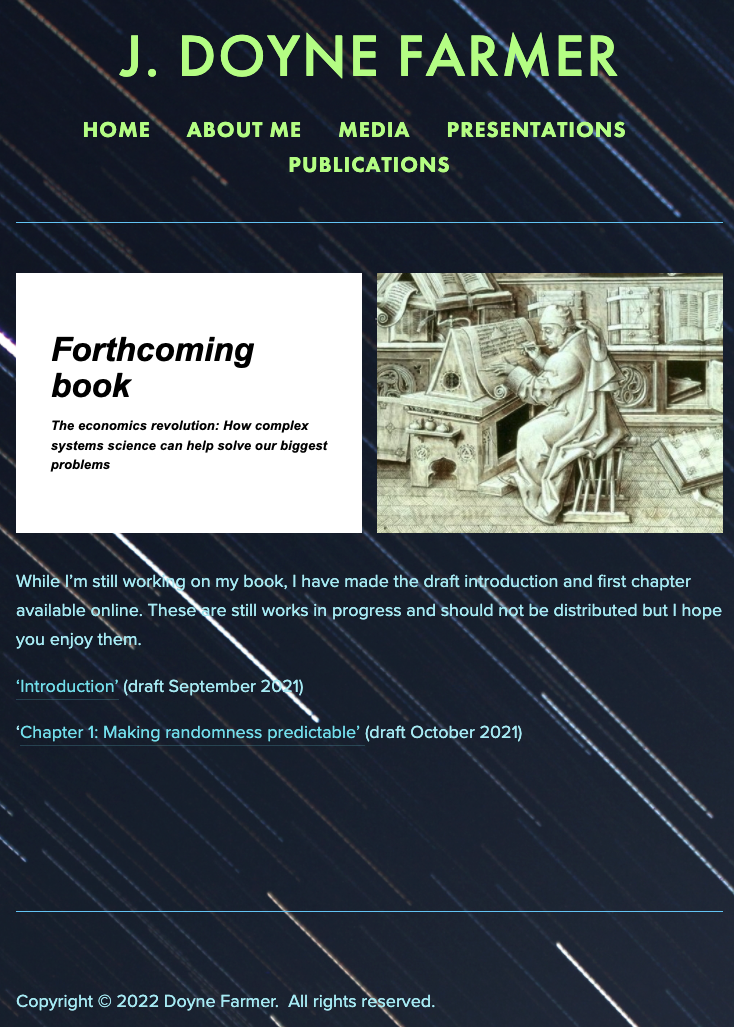 J. DOYNE FARMER
HOME ABOUT ME MEDIA PRESENTATIONS
PUBLICATIONS
Forthcoming
book
The economics revolution: How complex
systems science can help solve our biggest
problems
While I’m still working on my book, I have made the draft introduction and first chapter
available online. These are still works in progress and should not be distributed but I hope
you enjoy them.
‘Introduction’ (draft September 2021)
‘Chapter 1: Making randomness predictable’ (draft October 2021)
Copyright © 2022 Doyne Farmer.  All rights reserved.